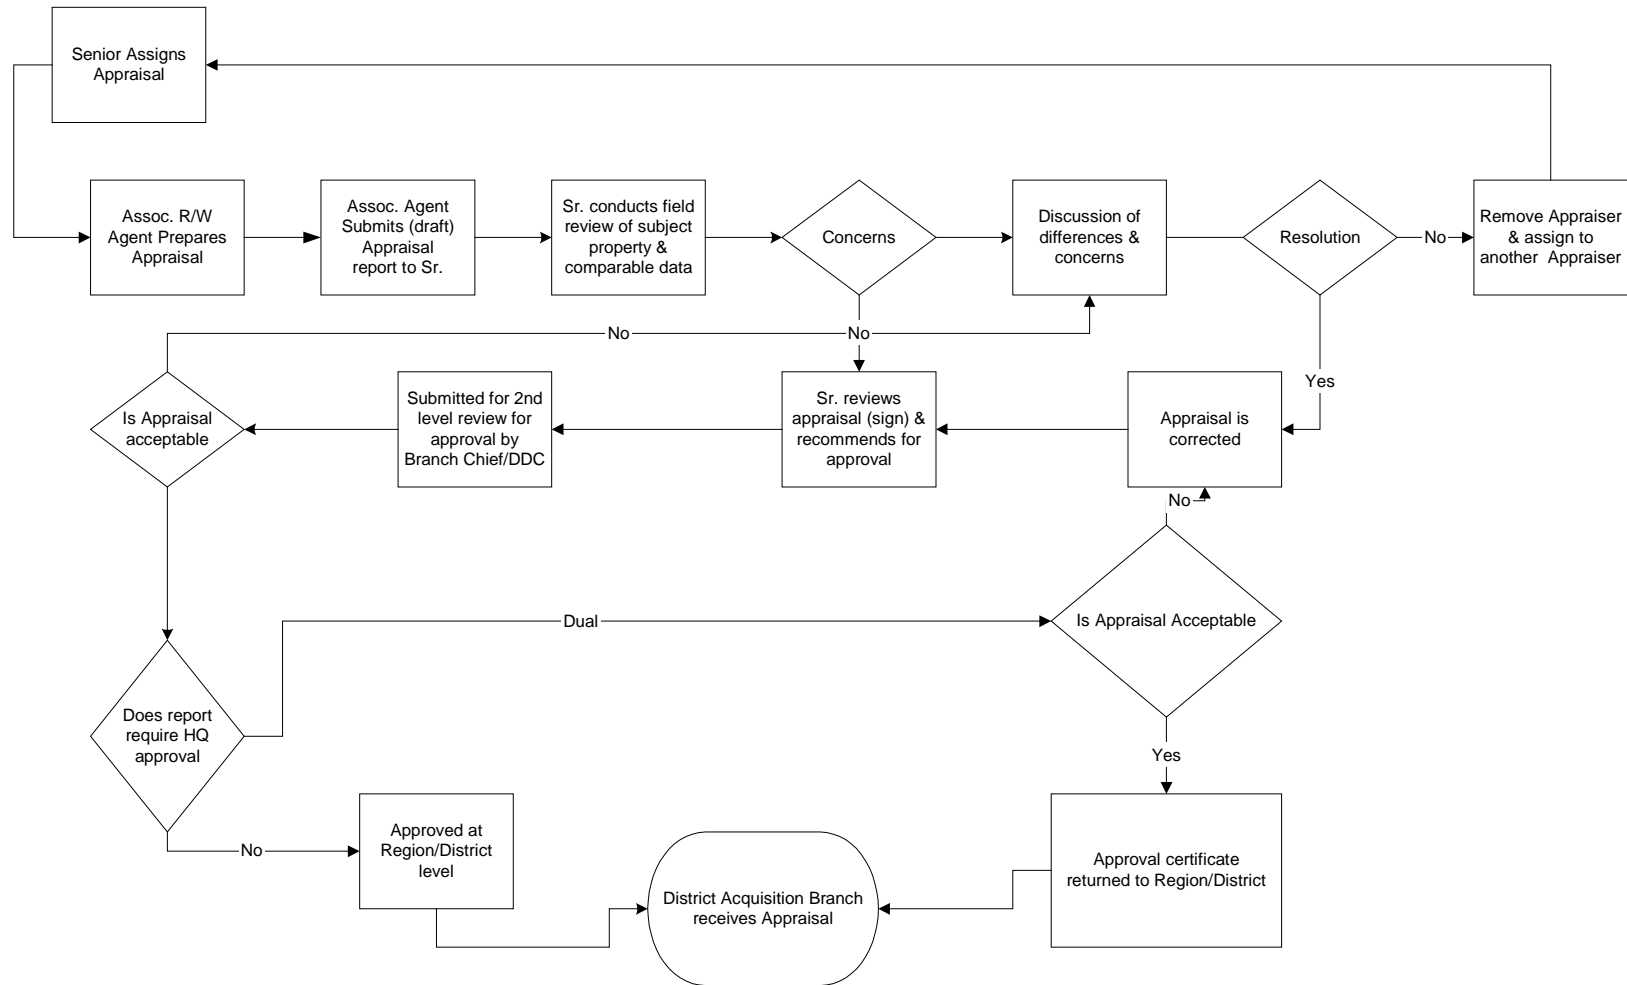 Senior Assigns
Appraisal
Assoc. R/W
Agent Prepares
Appraisal
Assoc. Agent
Submits (draft)
Appraisal
report to Sr.
Sr. conducts field
review of subject
property &
comparable data
Concerns
Discussion of
differences &
concerns
Resolution
No
Remove Appraiser
& assign to
another Appraiser
No
No
Yes
Is Appraisal
acceptable
Submitted for 2nd
level review for
approval by
Branch Chief/DDC
Sr. reviews
appraisal (sign) &
recommends for
approval
Appraisal is
corrected
No
Dual
Is Appraisal Acceptable
Does report
require HQ
approval
Yes
No
Approved at
Region/District
level
District Acquisition Branch
receives Appraisal
Approval certificate
returned to Region/District